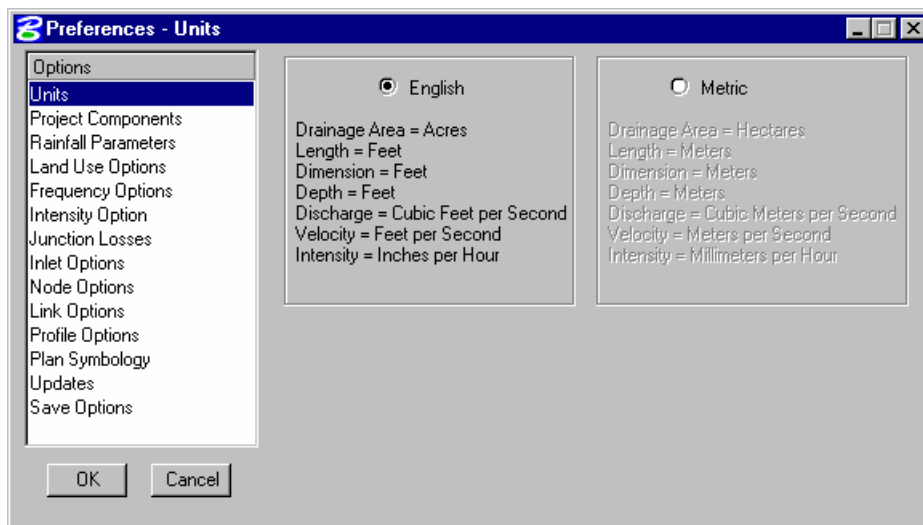 Preferences - Units
Options
Units
Project Components
Rainfall Parameters
Land Use Options
Frequency Options
Intensity Option
Junction Losses
Inlet Options
Node Options
Link Options
Profile Options
Plan Symbology
Updates
Save Options
OK Cancel
English
Drainage Area = Acres
Length = Feet
Dimension = Feet
Depth = Feet
Discharge = Cubic Feet per Second
Velocity = Feet per Second
Intensity = Inches per Hour
Metric
Drainage Area = Hectares
Length = Meters
Dimension = Meters
Depth = Meters
Discharge = Cubic Meters per Second
Velocity = Meters per Second
Intensity = Millimeters per Hour